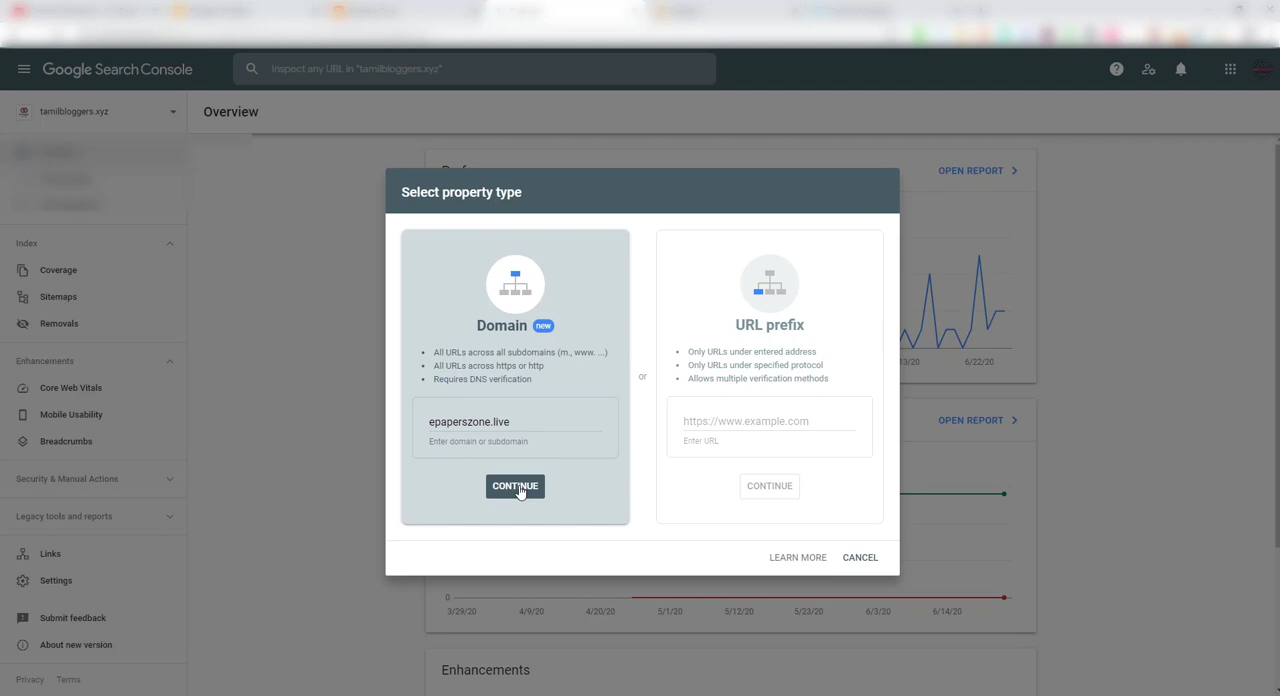 Google Search Console
Inspect any URL in "tamilbloggers.xyz"
tamilbloggers.xyz
Overview
OPEN REPORT
Select property type
Domain new
All URLs across all subdomains (m., www. ...)
All URLs across https or http
Requires DNS verification
epaperszone.live
Enter domain or subdomain
CONTINUE
or
URL prefix
Only URLs under entered address
Only URLs under specified protocol
Allows multiple verification methods
https://www.example.com
Enter URL
CONTINUE
LEARN MORE
CANCEL
Index
Coverage
Sitemaps
Removals
Enhancements
Core Web Vitals
Mobile Usability
Breadcrumbs
Security & Manual Actions
Legacy tools and reports
Links
Settings
Submit feedback
About new version
Privacy Terms
6/22/20
OPEN REPORT
0
3/29/20 4/9/20 4/20/20 5/1/20 5/12/20 5/23/20 6/3/20 6/14/20
Enhancements